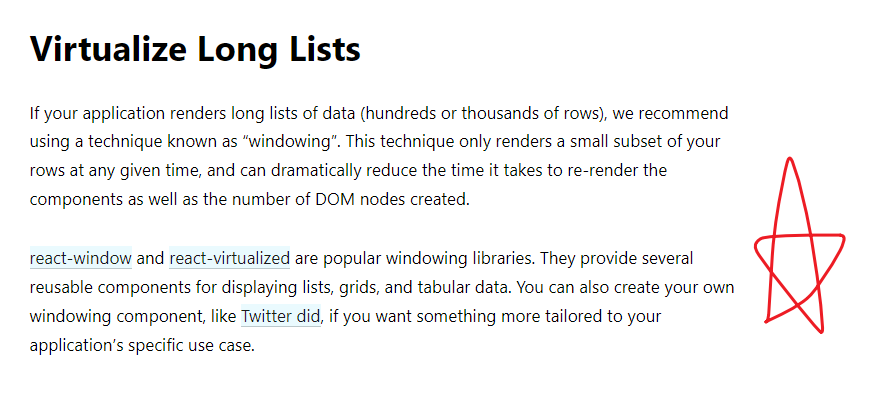 Virtualize Long Lists
If your application renders long lists of data (hundreds or thousands of rows), we recommend
using a technique known as “windowing”. This technique only renders a small subset of your
rows at any given time, and can dramatically reduce the time it takes to re-render the
components as well as the number of DOM nodes created.
react-window and react-virtualized are popular windowing libraries. They provide several
reusable components for displaying lists, grids, and tabular data. You can also create your own
windowing component, like Twitter did, if you want something more tailored to your
application’s specific use case.